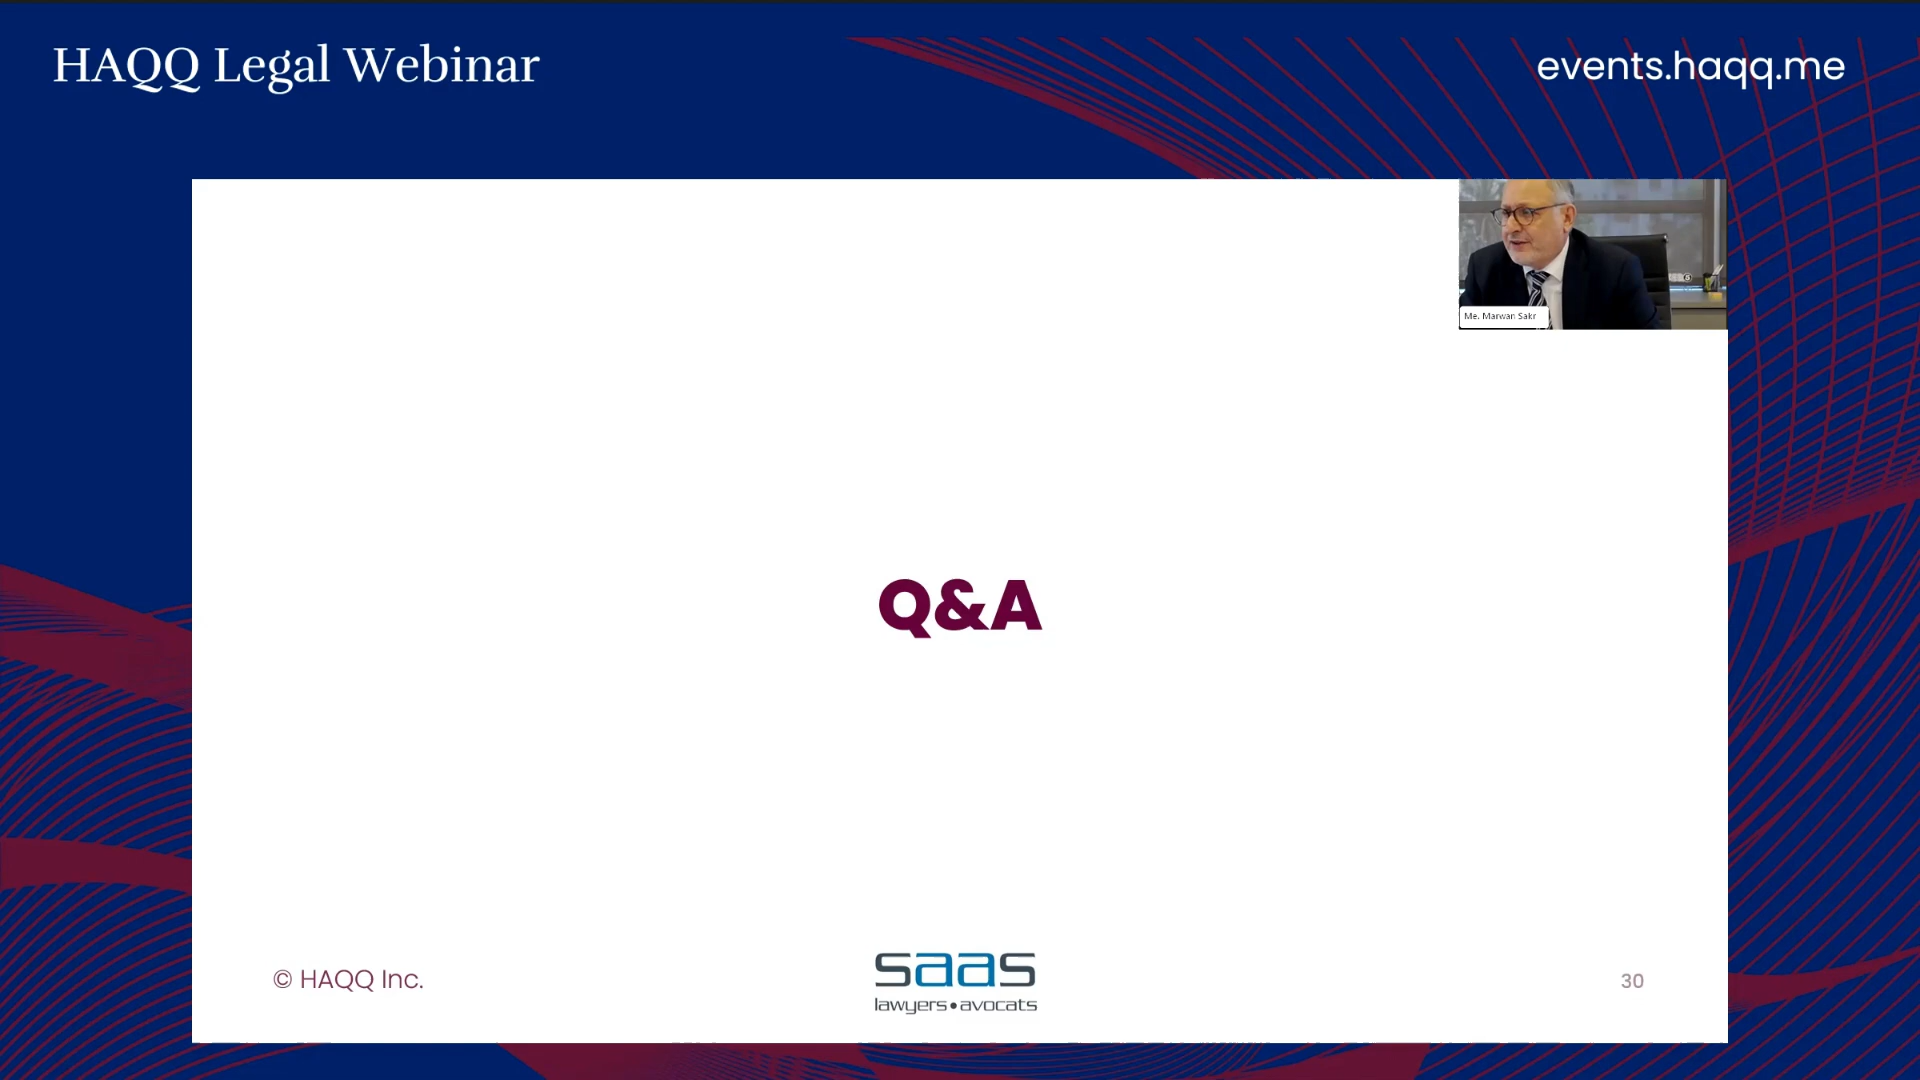 HAQQ Legal Webinar
events.haqq.me
Me. Marwan Sakr
Q&A
© HAQQ Inc.
saas
lawyers•avocats
30